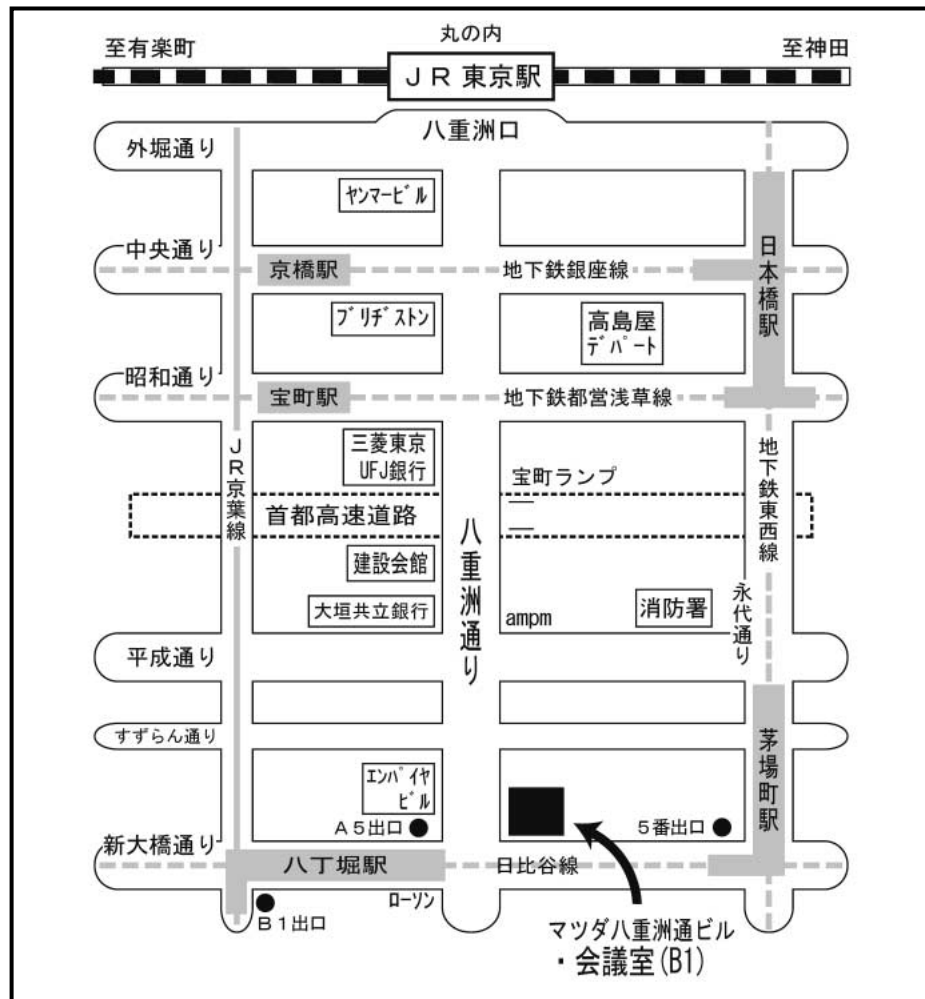 丸の内
至有楽町
至神田
JR東京駅
八重洲口
外堀通り
ヤンマービル
中央通り
京橋駅
地下鉄銀座線
日本橋駅
ブリヂストン
高島屋
デパート
昭和通り
宝町駅
地下鉄都営浅草線
JR京葉線
三菱東京
UFJ銀行
宝町ランプ
地下鉄東西線
首都高速道路
八重洲通り
建設会館
大垣共立銀行
ampm
消防署
永代通り
平成通り
すずらん通り
茅場町駅
エンパイヤ
ビル
A5出口
5番出口
新大橋通り
八丁堀駅
日比谷線
ローソン
B1出口
マツダ八重洲通ビル
・会議室(B1)